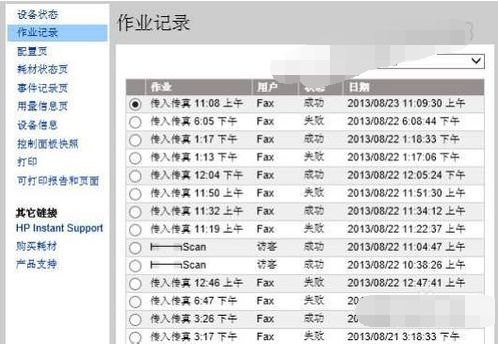 设备状态
作业记录
配置页
耗材状态页
事件记录页
用量信息页
设备信息
控制面板快照
打印
可打印报告和页面
其它链接
HP Instant Support
购买耗材
产品支持
作业记录
作业 用户 状态 日期
传入传真 11:08 上午 Fax 成功 2013/08/23 11:09:30 上午
传入传真 6:05 下午 Fax 失败 2013/08/22 6:08:44 下午
传入传真 1:17 下午 Fax 成功 2013/08/22 1:18:33 下午
传入传真 1:13 下午 Fax 失败 2013/08/22 1:17:06 下午
传入传真 12:04 下午 Fax 成功 2013/08/22 12:05:24 下午
传入传真 11:50 上午 Fax 成功 2013/08/22 11:51:30 上午
传入传真 11:32 上午 Fax 成功 2013/08/22 11:34:12 上午
传入传真 11:19 上午 Fax 失败 2013/08/22 11:22:37 上午
Scan 访客 成功 2013/08/22 11:04:47 上午
Scan 访客 成功 2013/08/22 10:38:26 上午
传入传真 12:46 上午 Fax 失败 2013/08/22 12:47:41 上午
传入传真 6:47 下午 Fax 失败
传入传真 3:26 下午 Fax 成功
传入传真 3:17 下午 Fax 失败 2013/08/21 3:18:33 下午